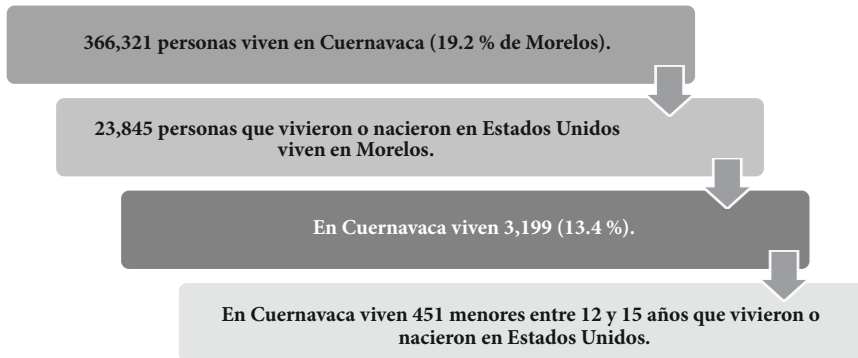 366,321 personas viven en Cuernavaca (19.2 % de Morelos).
23,845 personas que vivieron o nacieron en Estados Unidos
viven en Morelos.
En Cuernavaca viven 3,199 (13.4 %).
En Cuernavaca viven 451 menores entre 12 y 15 años que vivieron o
nacieron en Estados Unidos.